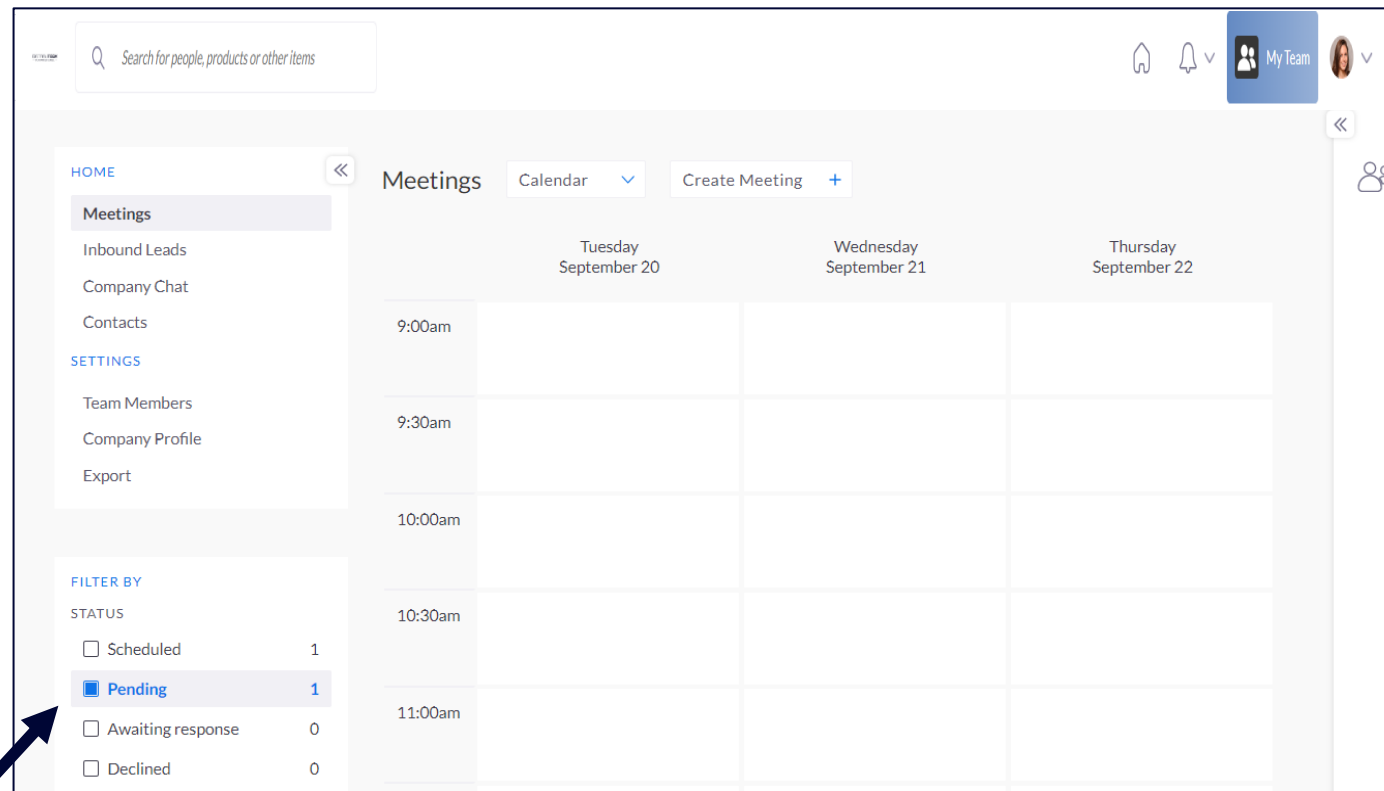 Search for people, products or other items
My Team
HOME
Meetings
Inbound Leads
Company Chat
Contacts
SETTINGS
Team Members
Company Profile
Export
FILTER BY
STATUS
Scheduled 1
Pending 1
Awaiting response 0
Declined 0
Meetings Calendar Create Meeting +
Tuesday Wednesday Thursday
September 20 September 21 September 22
9:00am
9:30am
10:00am
10:30am
11:00am